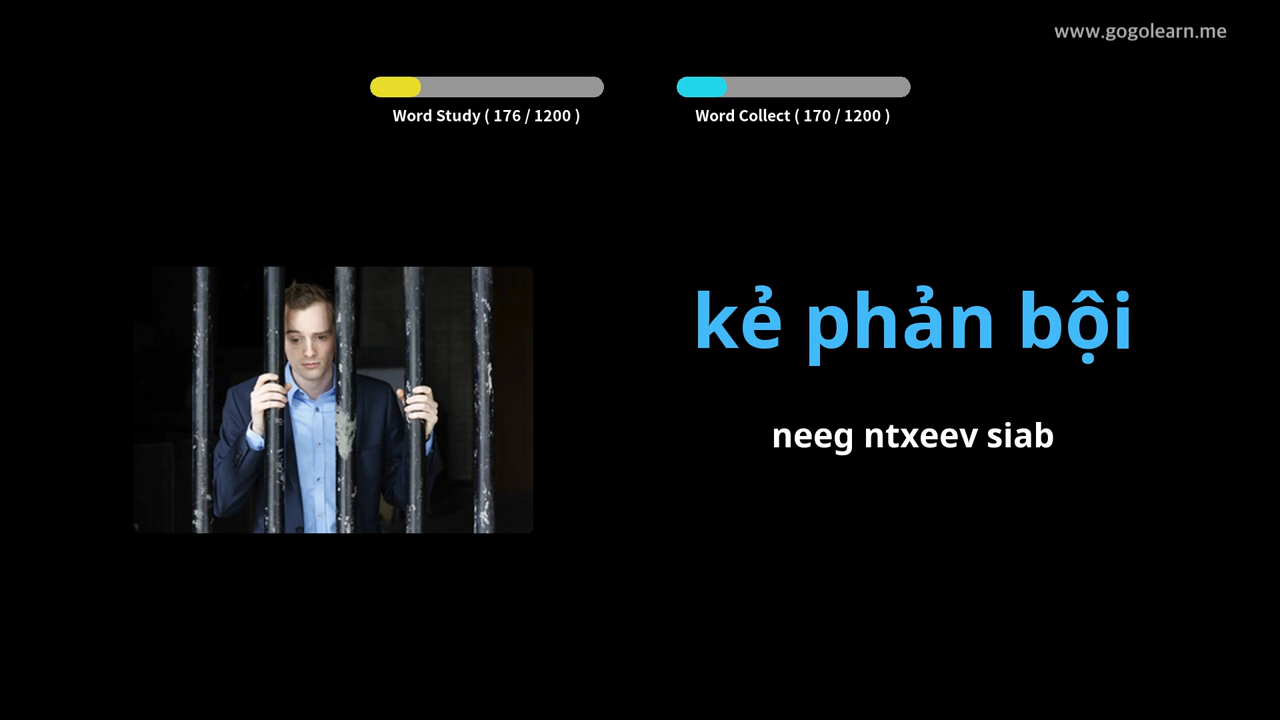 www.gogolearn.me
Word Study ( 176 / 1200 )
Word Collect ( 170 / 1200 )
kẻ phản bội
neeg ntxeev siab